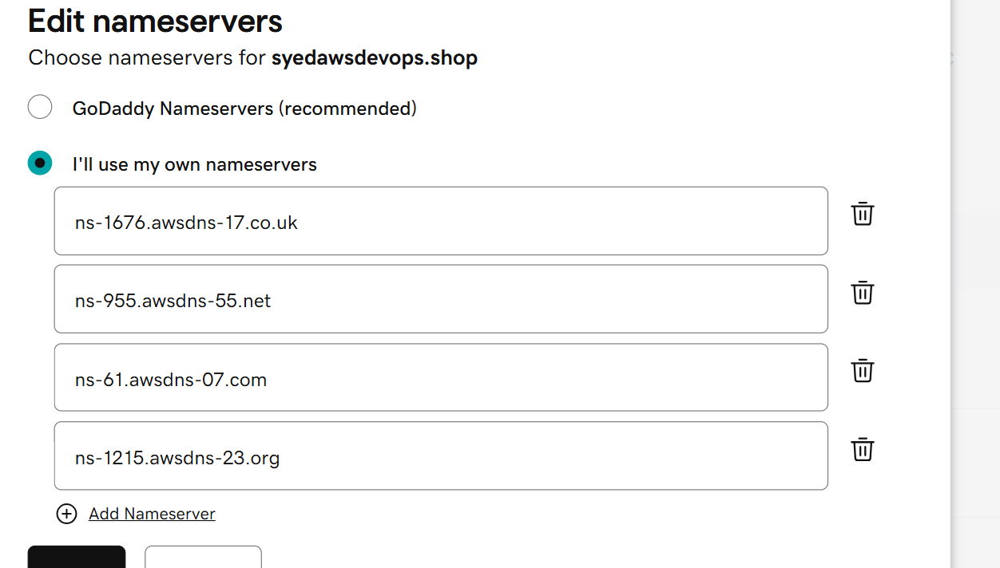 Edit nameservers
Choose nameservers for syedawsdevops.shop
GoDaddy Nameservers (recommended)
I'll use my own nameservers
ns-1676.awsdns-17.co.uk
ns-955.awsdns-55.net
ns-61.awsdns-07.com
ns-1215.awsdns-23.org
Add Nameserver